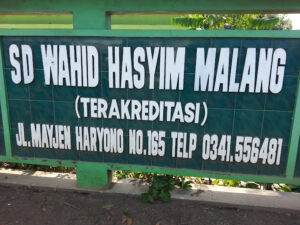 SD WAHID HASYIM MALANG
(TERAKREDITASI)
JL. MAYJEN HARYONO NO.165 TELP 0341.556481